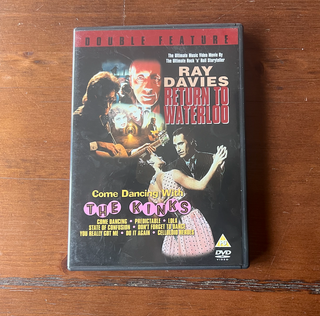 DOUBLE FEATURE
The Ultimate Music Video Movie By
The Ultimate Rock 'n' Roll Storyteller
RAY
DAVIES
RETURN TO
WATERLOO
Come Dancing With
THE KINKS
COME DANCING • PREDICTABLE • LOLA
STATE OF CONFUSION • DON'T FORGET TO DANCE
YOU REALLY GOT ME • DO IT AGAIN • CELLULOID HEROES
DVD
VIDEO